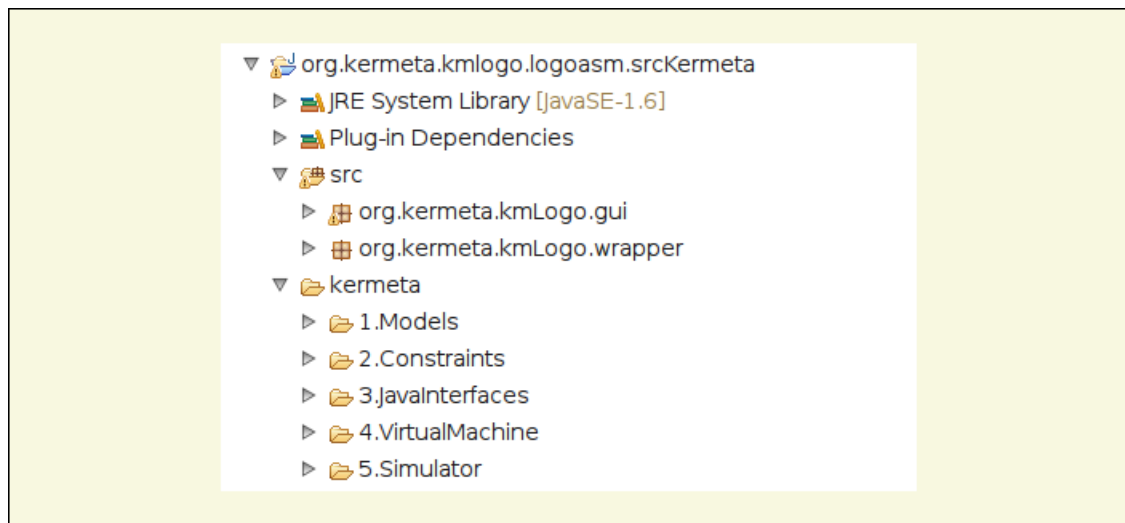 org.kermeta.kmlogo.logoasm.srcKermeta
JRE System Library [JavaSE-1.6]
Plug-in Dependencies
src
org.kermeta.kmLogo.gui
org.kermeta.kmLogo.wrapper
kermeta
1.Models
2.Constraints
3.JavaInterfaces
4.VirtualMachine
5.Simulator